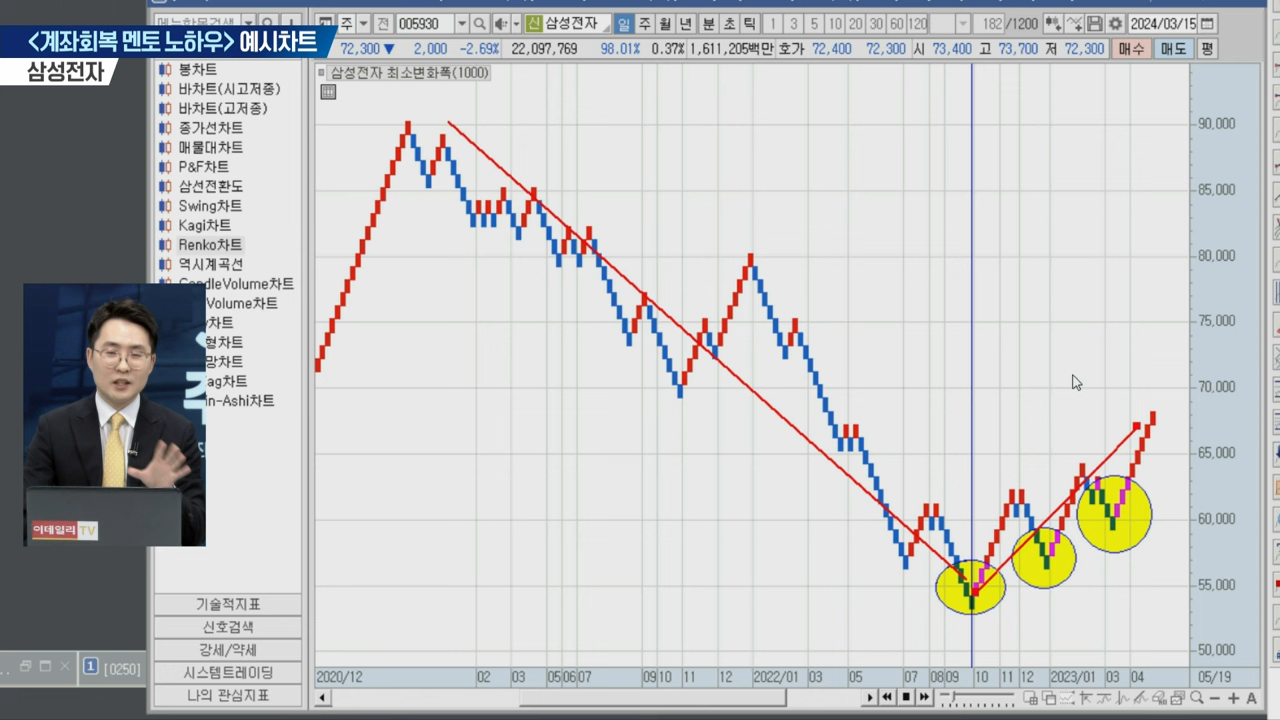 <계좌회복 멘토 노하우> 예시차트
삼성전자
주 전 005930 신 삼성전자 일 주 월 년 분 초 틱 1 3 5 10 20 30 60 120 182 /1200 2024/03/15
72,300 ▼ 2,000 -2.69% 22,097,769 98.01% 0.37% 1,611,205백만 호가 72,400 72,300 시 73,400 고 73,700 저 72,300 매수 매도 평
봉차트
바차트(시고저종)
바차트(고저종)
종가선차트
매물대차트
P&F차트
삼선전환도
Swing차트
Kagi차트
Renko차트
역시계곡선
CandleVolume차트
Volume차트
차트
형차트
망차트
ag차트
in-Ashi차트
기술적지표
신호검색
강세/약세
시스템트레이딩
나의 관심지표
삼성전자 최소변화폭(1000)
90,000
85,000
80,000
75,000
70,000
65,000
60,000
55,000
50,000
2020/12 02 03 05 06 07 09 10 11 12 2022/01 03 05 07 08 09 10 11 12 2023/01 03 04 05/19
이데일리 TV
1 [0250]